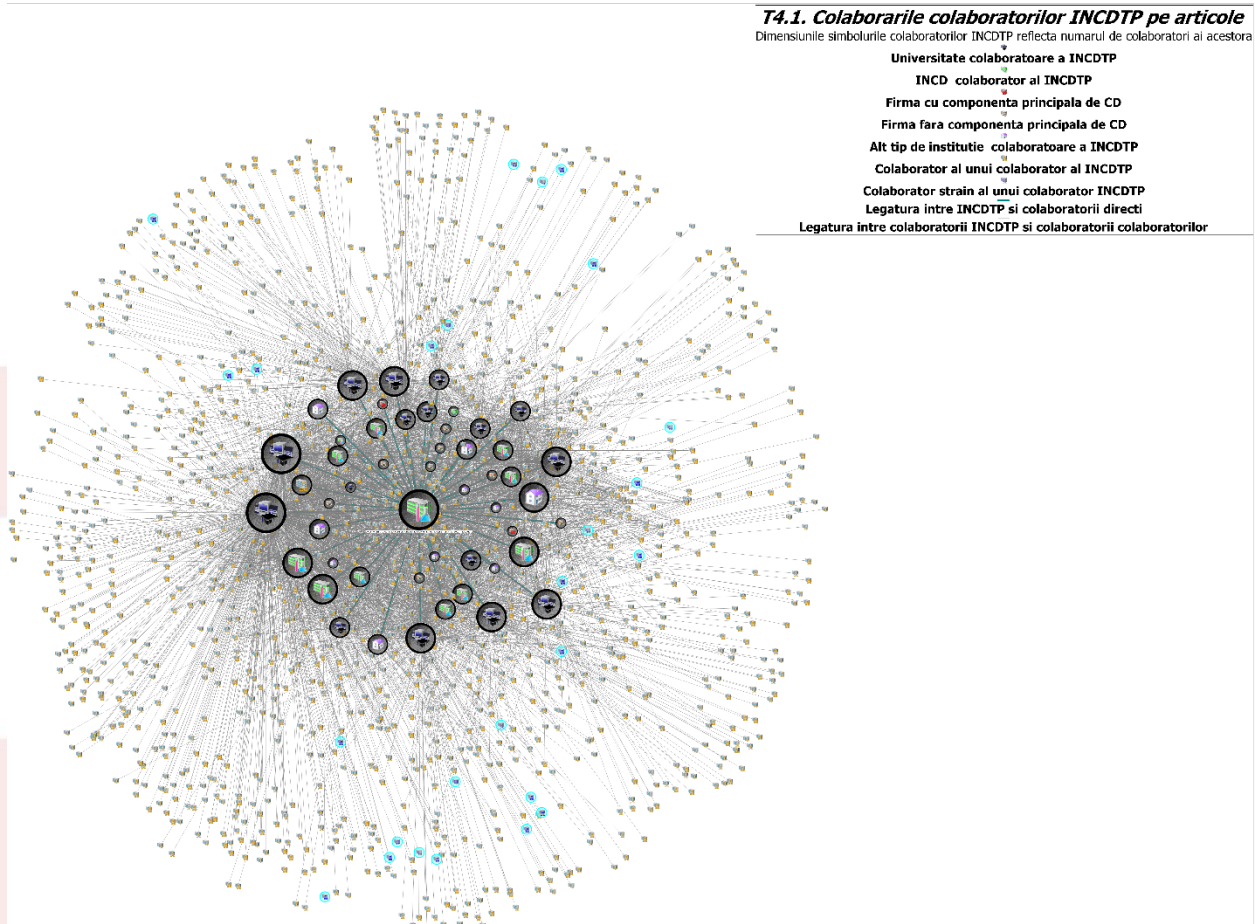 T4.1. Colaborarile colaboratorilor INCDTP pe articole
Dimensiunile simbolurile colaboratorilor INCDTP reflecta numarul de colaboratori ai acestora
Universitate colaboratoare a INCDTP
INCD colaborator al INCDTP
Firma cu componenta principala de CD
Firma fara componenta principala de CD
Alt tip de institutie colaboratoare a INCDTP
Colaborator al unui colaborator al INCDTP
Colaborator strain al unui colaborator INCDTP
Legatura intre INCDTP si colaboratorii directi
Legatura intre colaboratorii INCDTP si colaboratorii colaboratorilor